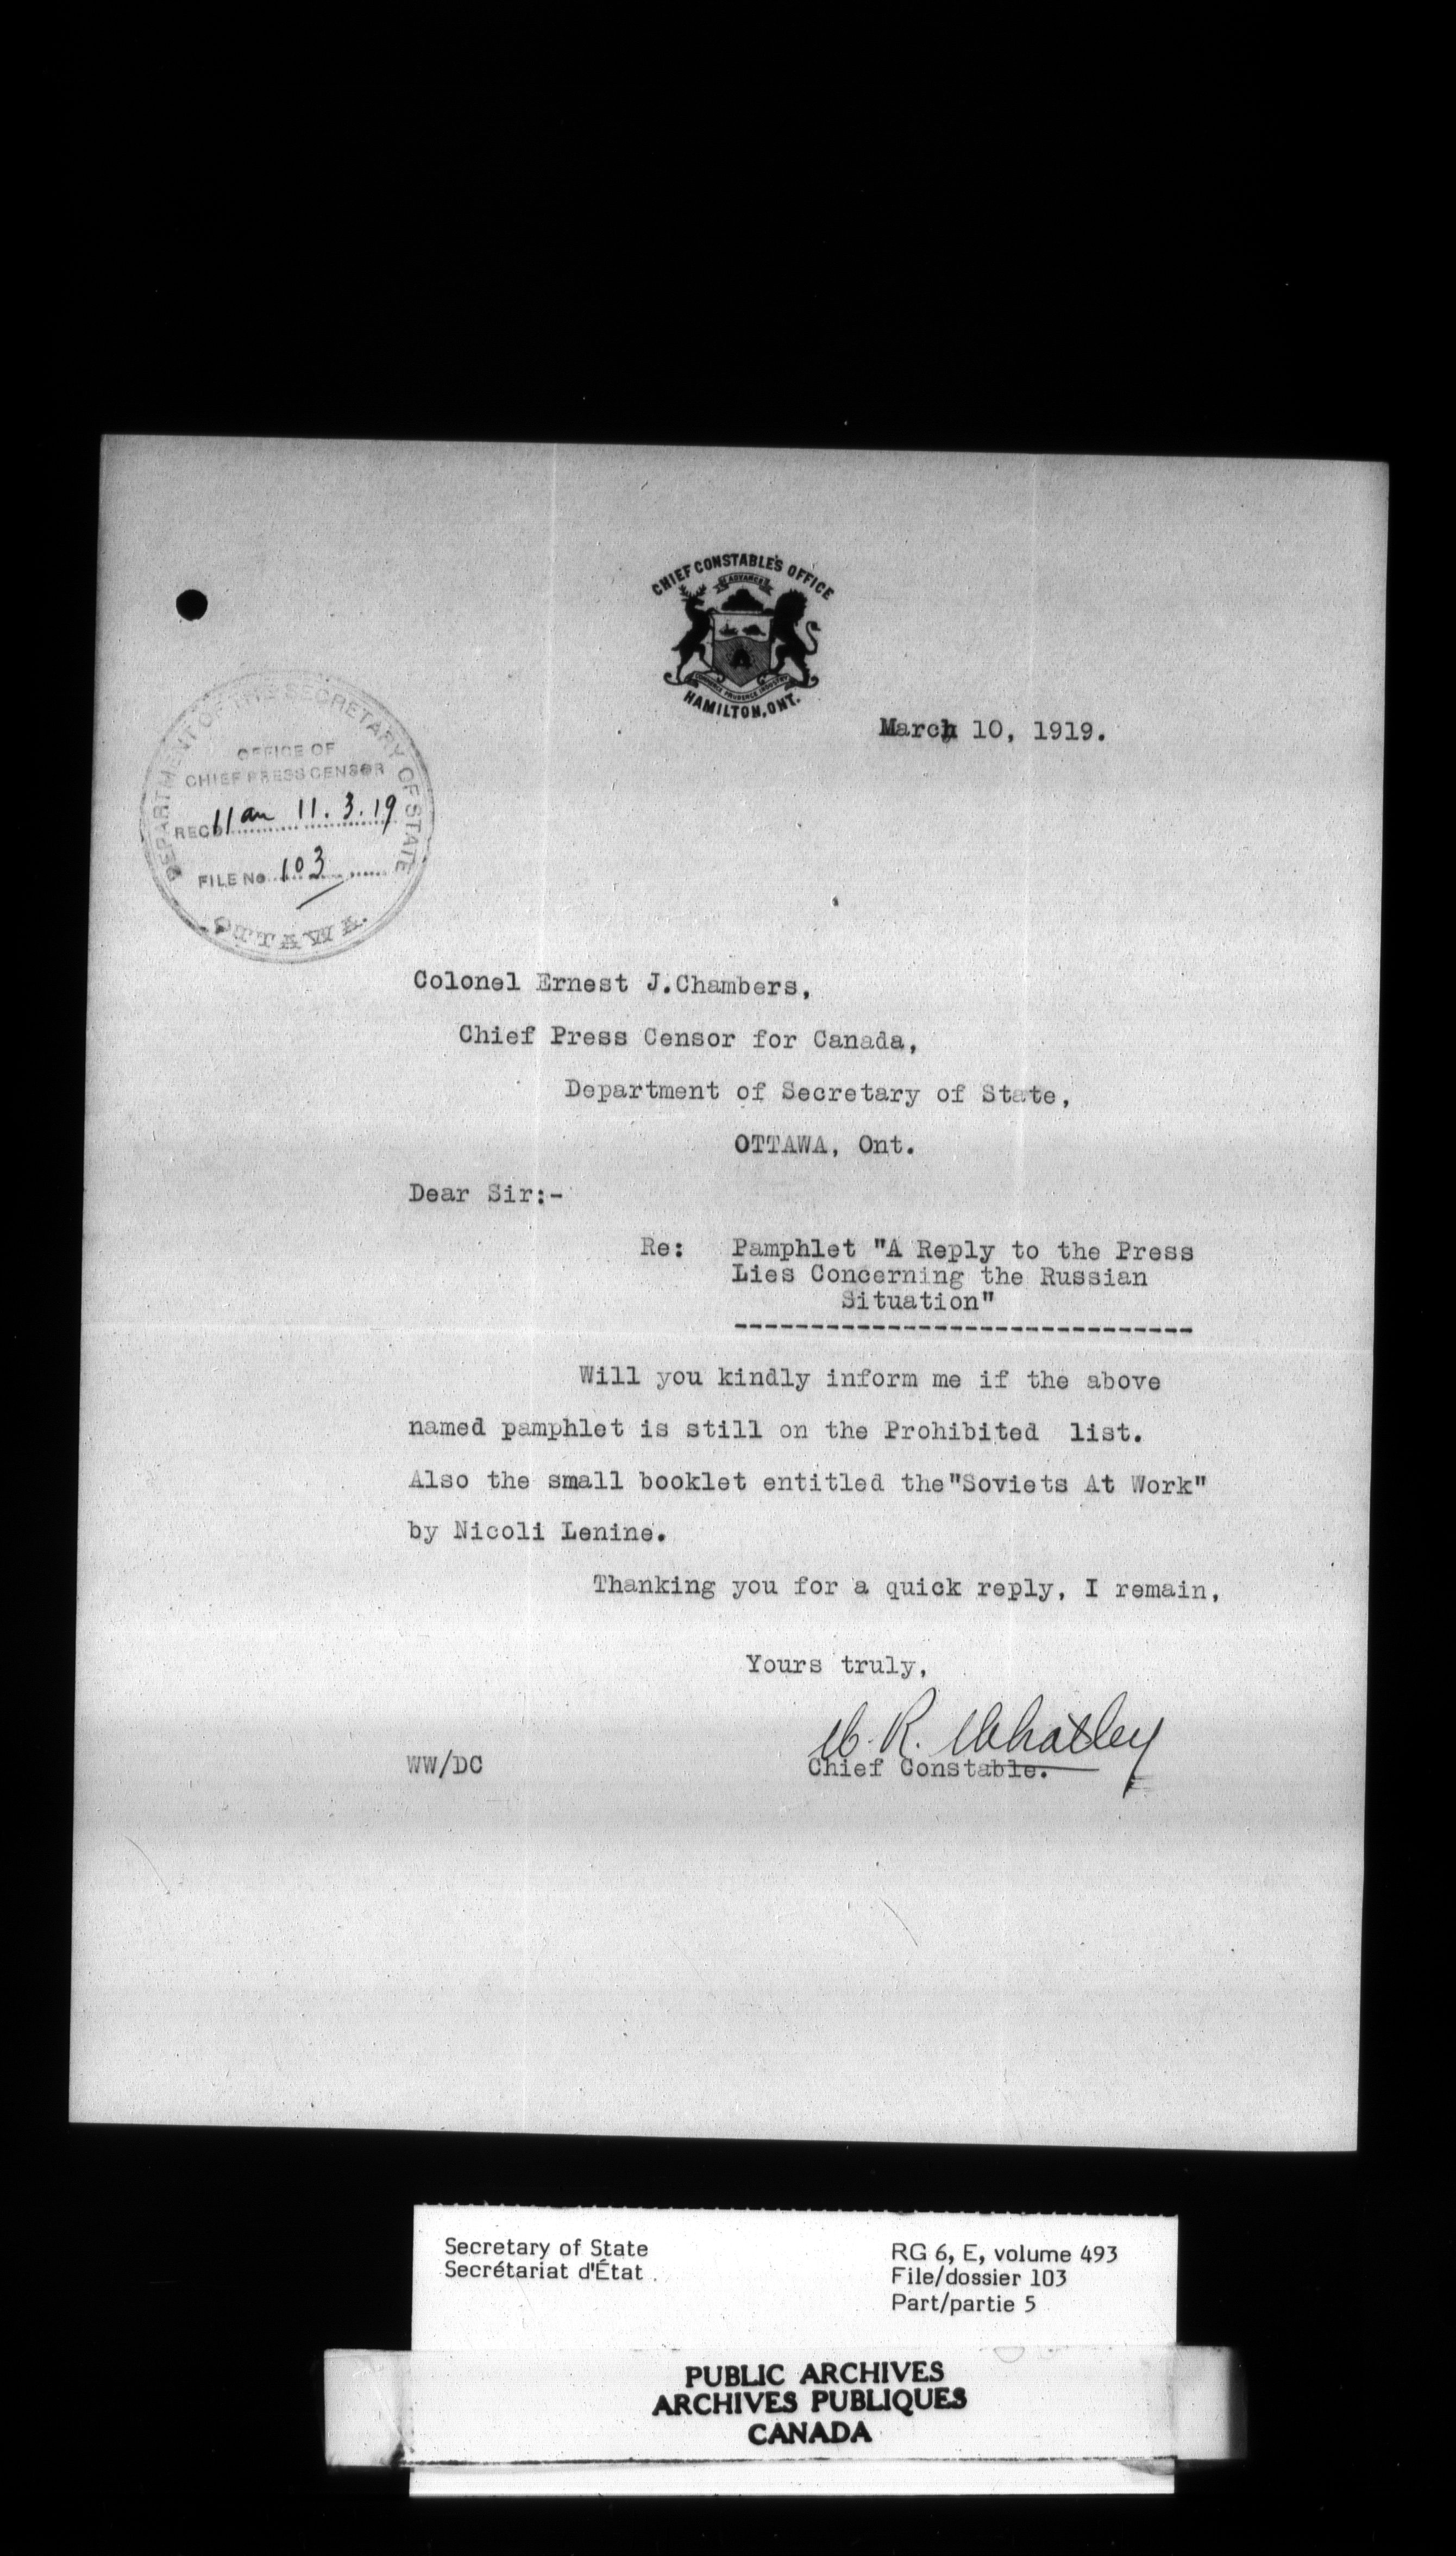 CHIEF CONSTABLE'S OFFICE
ADVANCE
COMMERCE PRUDENCE INDUSTRY
HAMILTON, ONT.
March 10, 1919.
DEPARTMENT OF THE SECRETARY OF STATE
OFFICE OF
CHIEF PRESS CENSOR
REC'D 11 am 11.3.19
FILE No 103
OTTAWA.
Colonel Ernest J.Chambers,
Chief Press Censor for Canada,
Department of Secretary of State,
OTTAWA, Ont.
Dear Sir:-
Re: Pamphlet "A Reply to the Press
Lies Concerning the Russian
Situation"
Will you kindly inform me if the above
named pamphlet is still on the Prohibited list.
Also the small booklet entitled the"Soviets At Work"
by Nicoli Lenine.
Thanking you for a quick reply, I remain,
Yours truly,
W. R. Whatley
WW/DC Chief Constable.
Secretary of State
Secrétariat d'État
RG 6, E, volume 493
File/dossier 103
Part/partie 5
PUBLIC ARCHIVES
ARCHIVES PUBLIQUES
CANADA